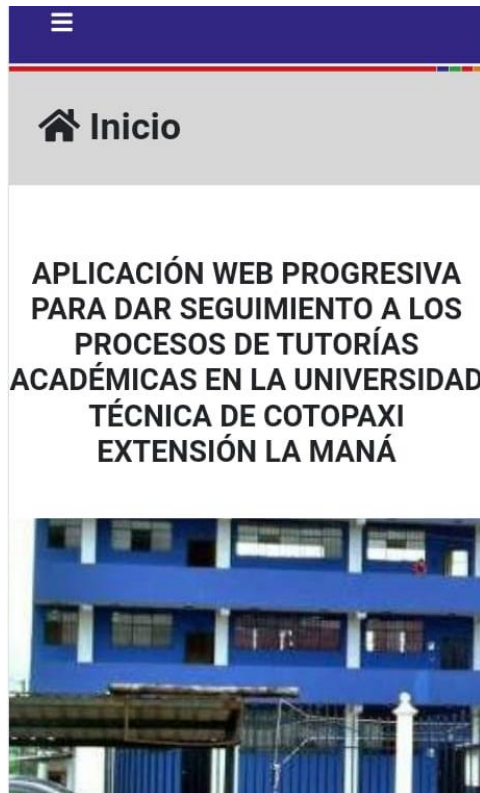 Inicio
APLICACIÓN WEB PROGRESIVA
PARA DAR SEGUIMIENTO A LOS
PROCESOS DE TUTORÍAS
ACADÉMICAS EN LA UNIVERSIDAD
TÉCNICA DE COTOPAXI
EXTENSIÓN LA MANÁ